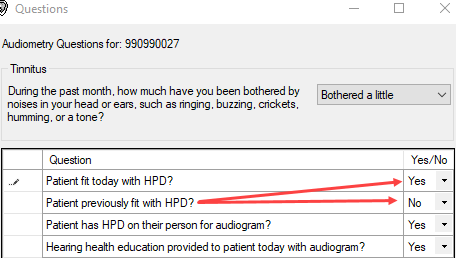 Questions
Audiometry Questions for: 990990027
Tinnitus
During the past month, how much have you been bothered by
noises in your head or ears, such as ringing, buzzing, crickets,
humming, or a tone?
Bothered a little
Question Yes/No
Patient fit today with HPD? Yes
Patient previously fit with HPD? No
Patient has HPD on their person for audiogram? Yes
Hearing health education provided to patient today with audiogram? Yes